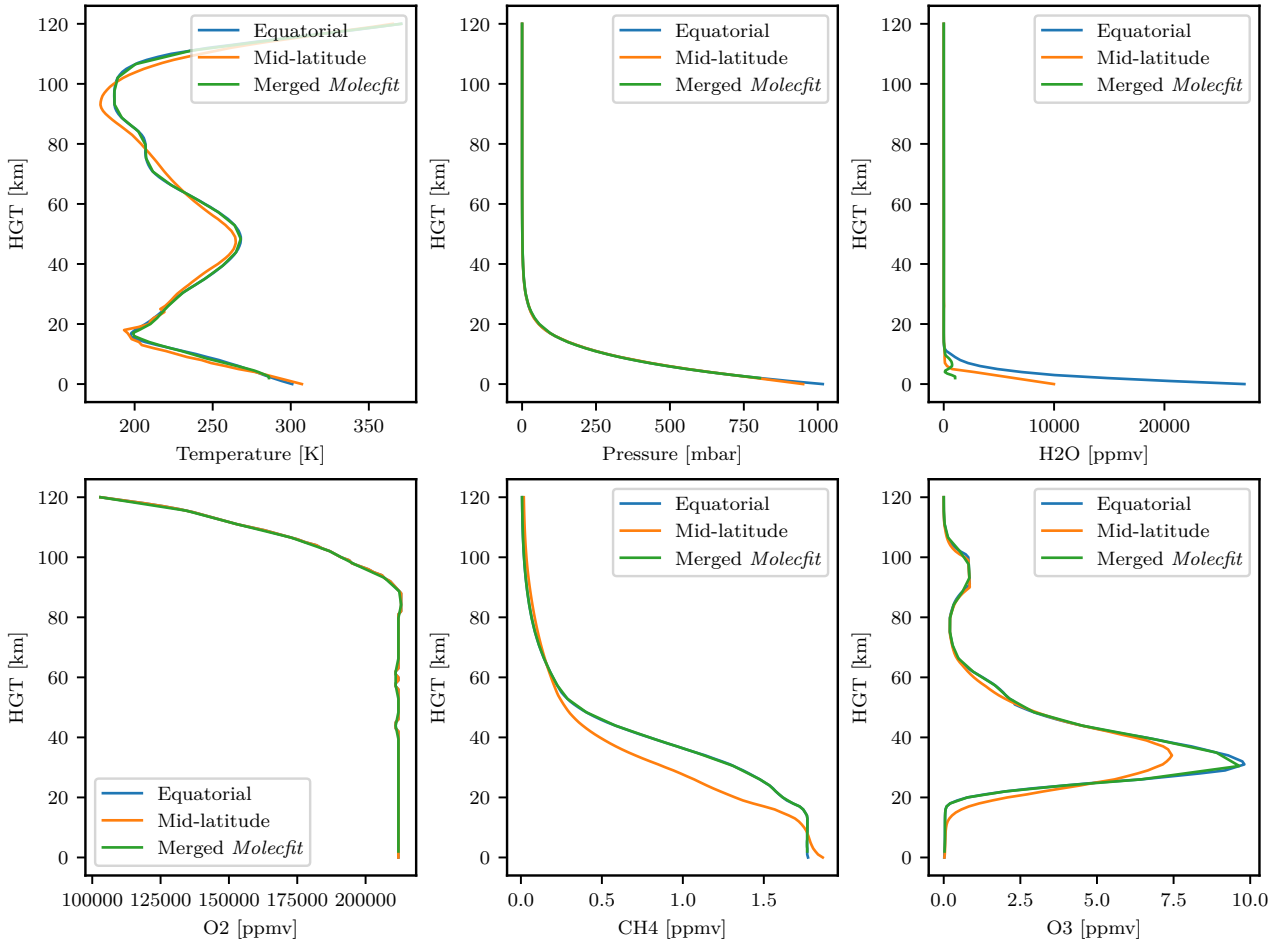 120
100
80
60
40
20
0
HGT [km]
Equatorial
Mid-latitude
Merged Molecfit
200
250
300
350
Temperature [K]
120
100
80
60
40
20
0
HGT [km]
Equatorial
Mid-latitude
Merged Molecfit
0
250
500
750
1000
Pressure [mbar]
120
100
80
60
40
20
0
HGT [km]
Equatorial
Mid-latitude
Merged Molecfit
0
10000
20000
H2O [ppmv]
120
100
80
60
40
20
0
HGT [km]
Equatorial
Mid-latitude
Merged Molecfit
100000
125000
150000
175000
200000
O2 [ppmv]
120
100
80
60
40
20
0
HGT [km]
Equatorial
Mid-latitude
Merged Molecfit
0.0
0.5
1.0
1.5
CH4 [ppmv]
120
100
80
60
40
20
0
HGT [km]
Equatorial
Mid-latitude
Merged Molecfit
0.0
2.5
5.0
7.5
10.0
O3 [ppmv]